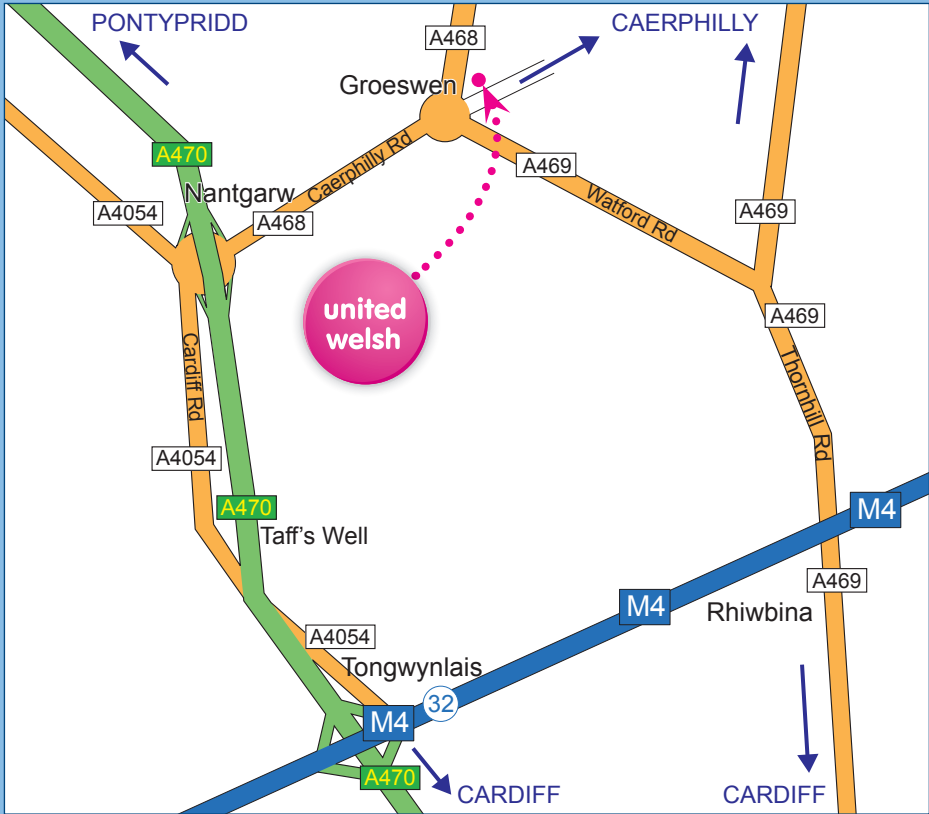 PONTYPRIDD
CAERPHILLY
A468
Groeswen
A470
Caerphilly Rd
A469
Nantgarw
Watford Rd
A4054
A468
A469
united
welsh
A469
Cardiff Rd
Thornhill Rd
A4054
A470
M4
Taff's Well
A469
M4
Rhiwbina
A4054
Tongwynlais
32
M4
A470
CARDIFF
CARDIFF